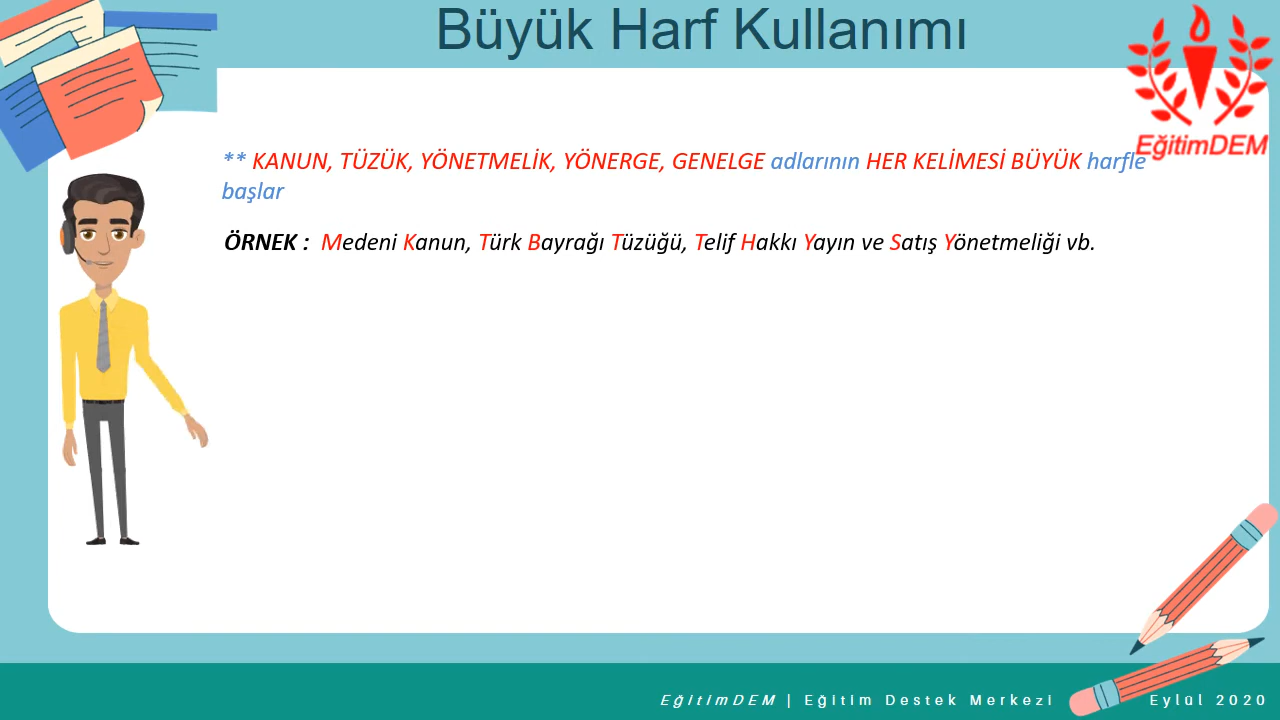 Büyük Harf Kullanımı
EğitimDEM
** KANUN, TÜZÜK, YÖNETMELİK, YÖNERGE, GENELGE adlarının HER KELİMESİ BÜYÜK harfle
başlar
ÖRNEK : Medeni Kanun, Türk Bayrağı Tüzüğü, Telif Hakkı Yayın ve Satış Yönetmeliği vb.
EğitimDEM | Eğitim Destek Merkezi Eylül 2020